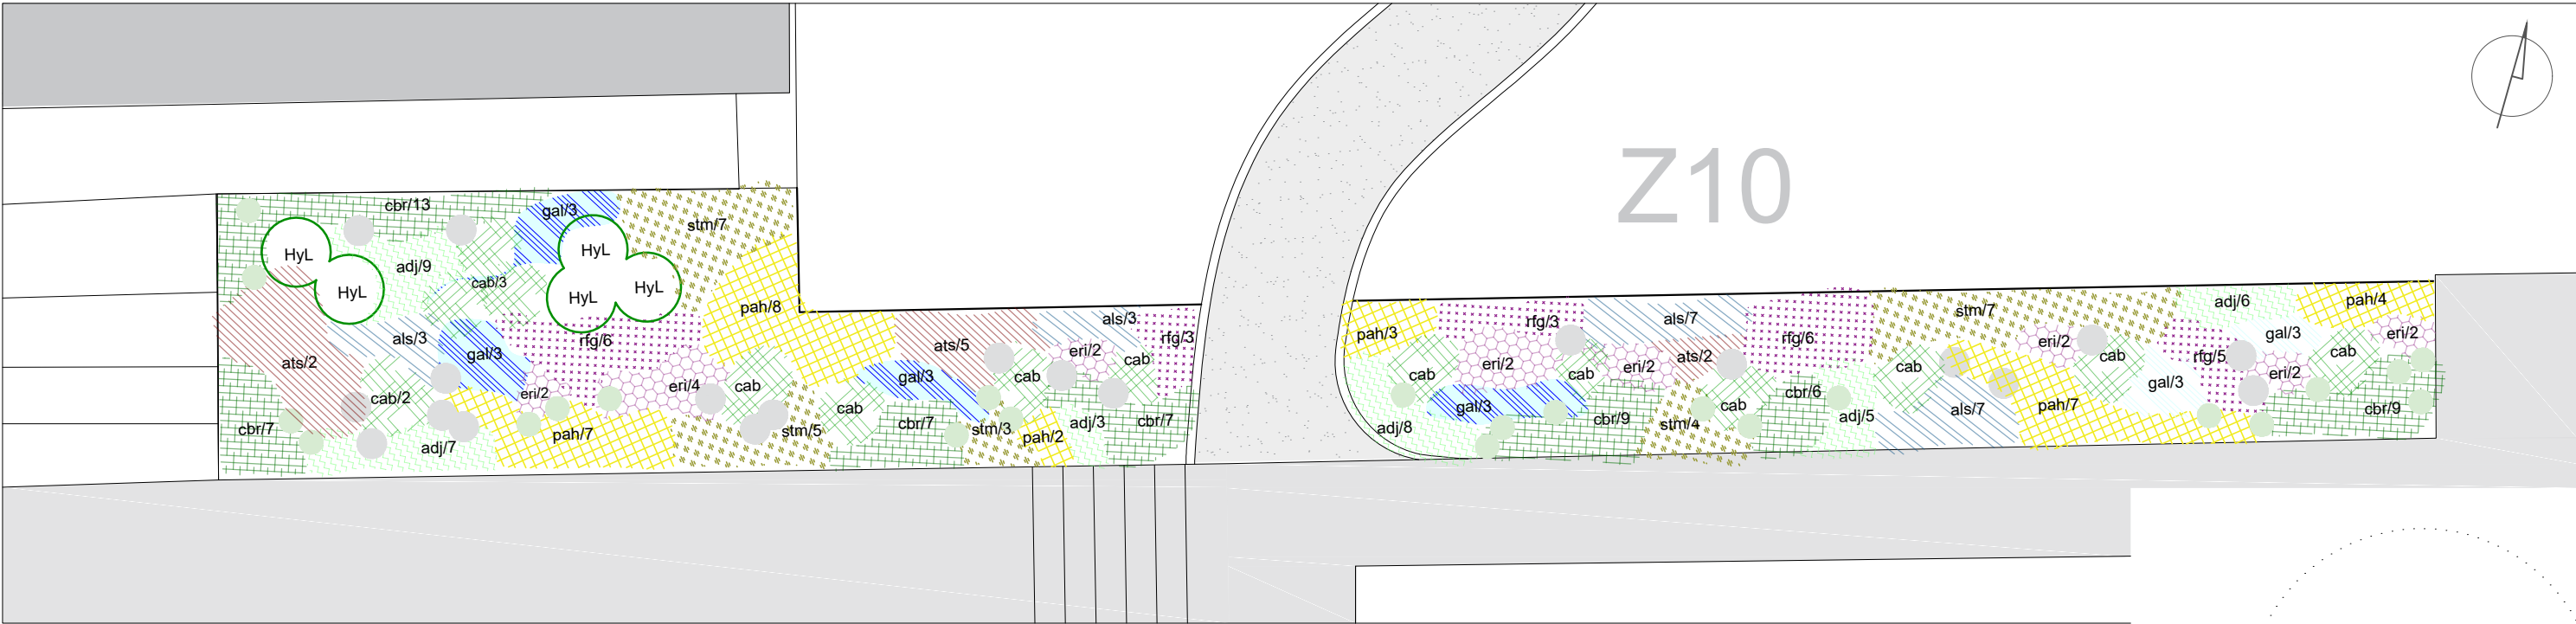 Z10
cbr/13
gal/3
stm/7
HyL
HyL
HyL
HyL
HyL
adj/9
cab/3
pah/8
als/3
gal/3
rfg/6
ats/2
cab/2
eri/2
eri/4
cab
cbr/7
adj/7
pah/7
stm/5
cab
ats/5
als/3
rfg/3
eri/2
cab
gal/3
cab
cbr/7
stm/3
pah/2
adj/3
cbr/7
pah/3
rfg/3
als/7
rfg/6
stm/7
adj/6
pah/4
cab
eri/2
cab
eri/2
ats/2
cab
eri/2
cab
gal/3
eri/2
rfg/5
cab
eri/2
gal/3
gal/3
adj/8
cbr/9
stm/4
cab
cbr/6
adj/5
als/7
pah/7
cbr/9